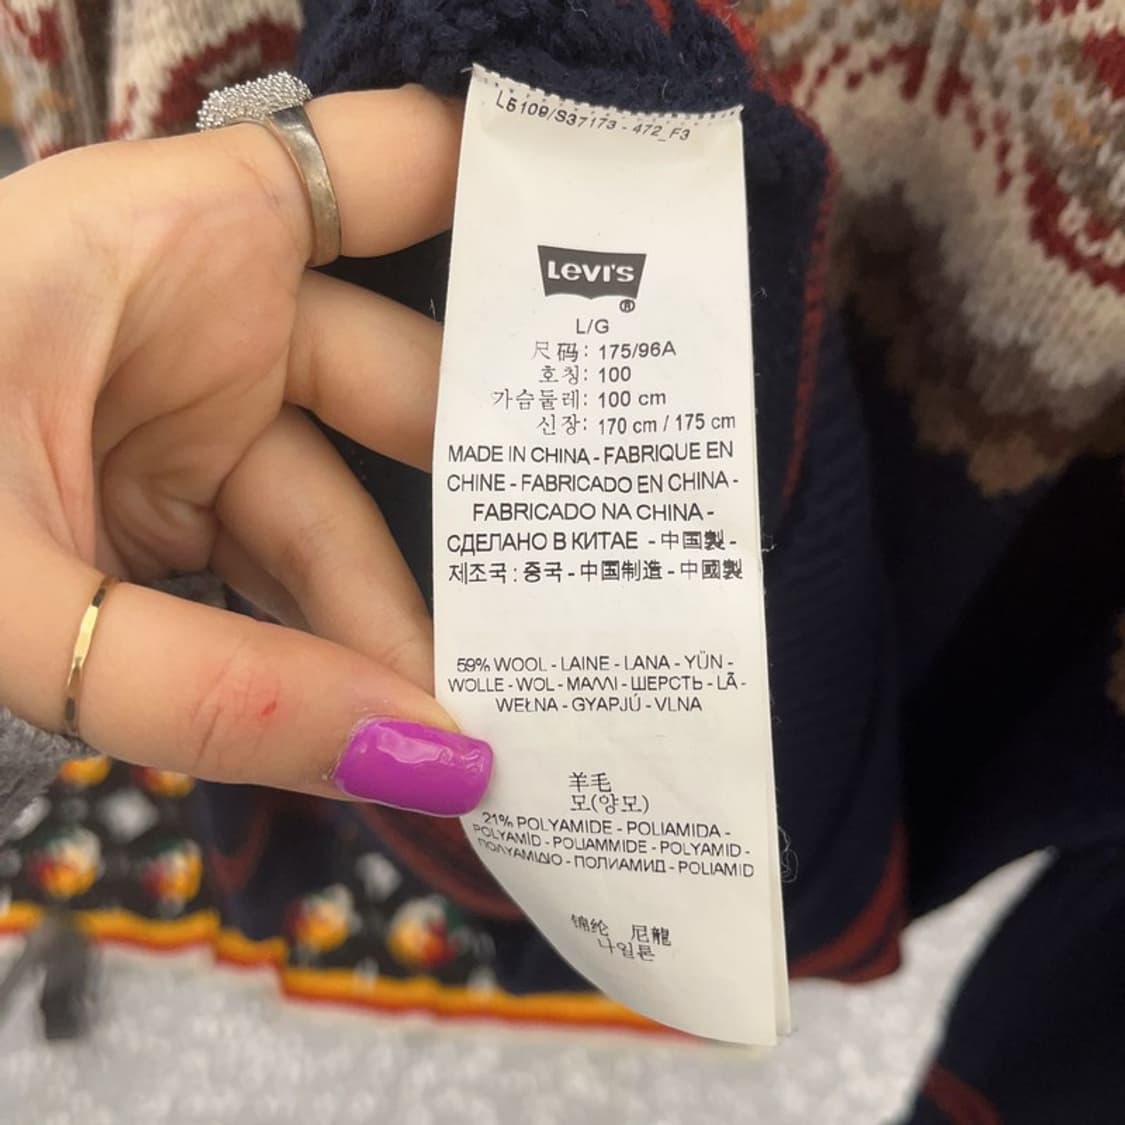 L5109/S37173 - 472_F3
Levi's
®
L/G
尺码: 175/96A
호칭: 100
가슴둘레: 100 cm
신장: 170 cm / 175 cm
MADE IN CHINA - FABRIQUE EN
CHINE - FABRICADO EN CHINA -
FABRICADO NA CHINA -
СДЕЛАНО В КИТАЕ - 中国製 -
제조국 : 중국 - 中国制造 - 中國製
59% WOOL - LAINE - LANA - YÜN -
WOLLE - WOL - ΜΑΛΛΙ - ШЕРСТЬ - LÃ -
WEŁNA - GYAPJÚ - VLNA
羊毛
모(양모)
21% POLYAMIDE - POLIAMIDA -
POLYAMİD - POLIAMMIDE - POLYAMID -
ΠΟΛΥΑΜΙΔΙΟ - ПОЛИАМИД - POLIAMID
锦纶 尼龍
나일론